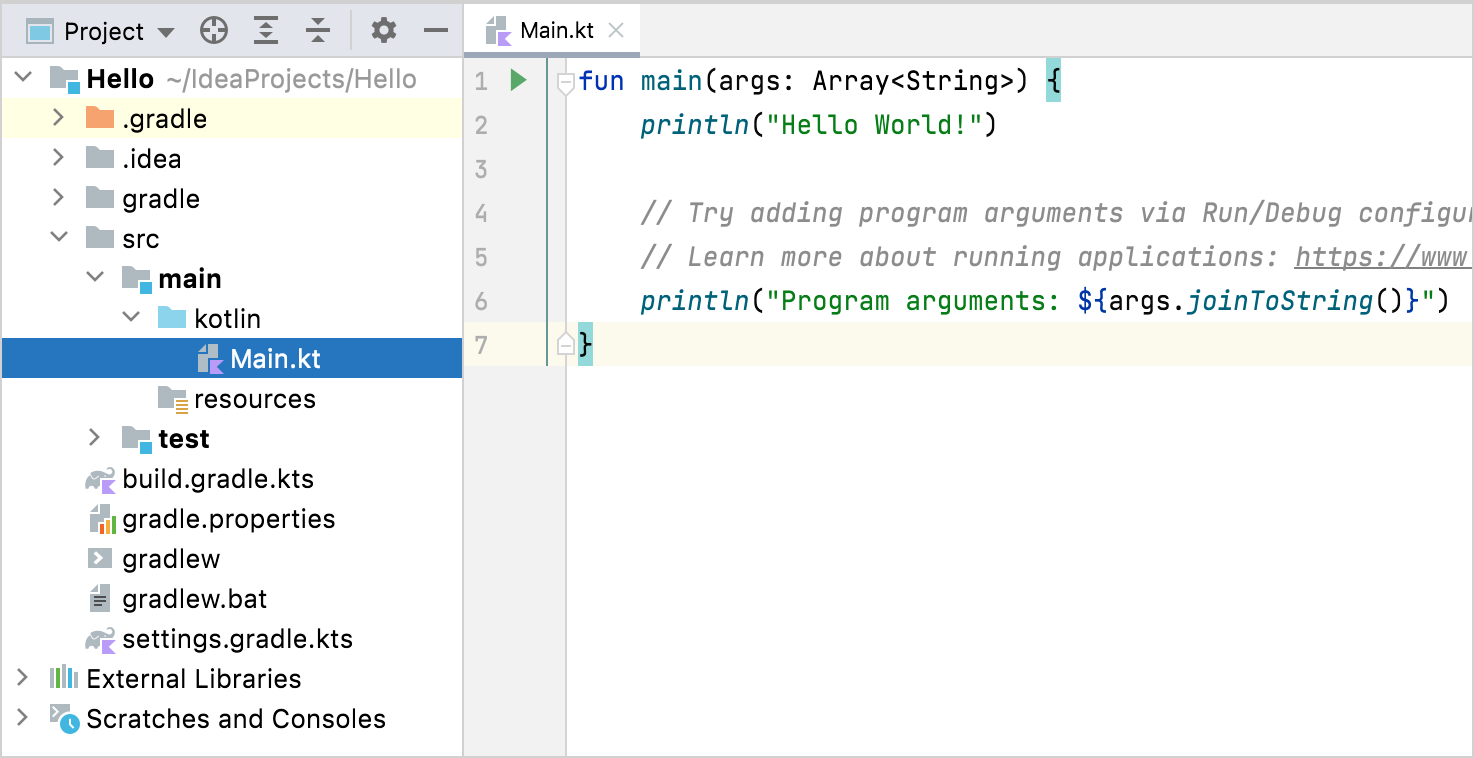 Project
Hello ~/IdeaProjects/Hello
.gradle
.idea
gradle
src
main
kotlin
Main.kt
resources
test
build.gradle.kts
gradle.properties
gradlew
gradlew.bat
settings.gradle.kts
External Libraries
Scratches and Consoles
Main.kt
1 fun main(args: Array<String>) {
2 println("Hello World!")
3
4 // Try adding program arguments via Run/Debug
5 // Learn more about running applications: https://www
6 println("Program arguments: ${args.joinToString()}")
7 }